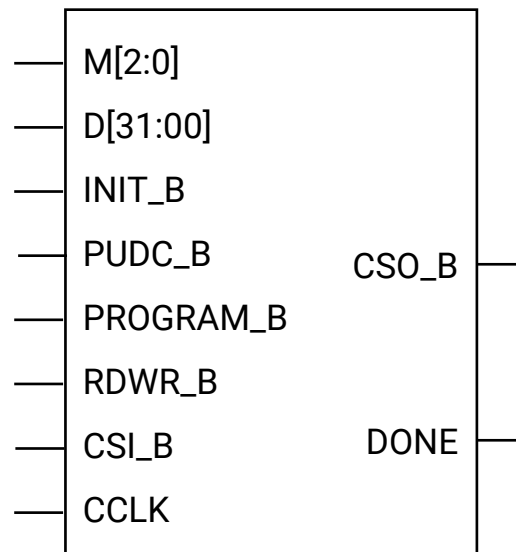 M[2:0]
D[31:00]
INIT_B
PUDC_B
PROGRAM_B
RDWR_B
CSI_B
CCLK
CSO_B
DONE